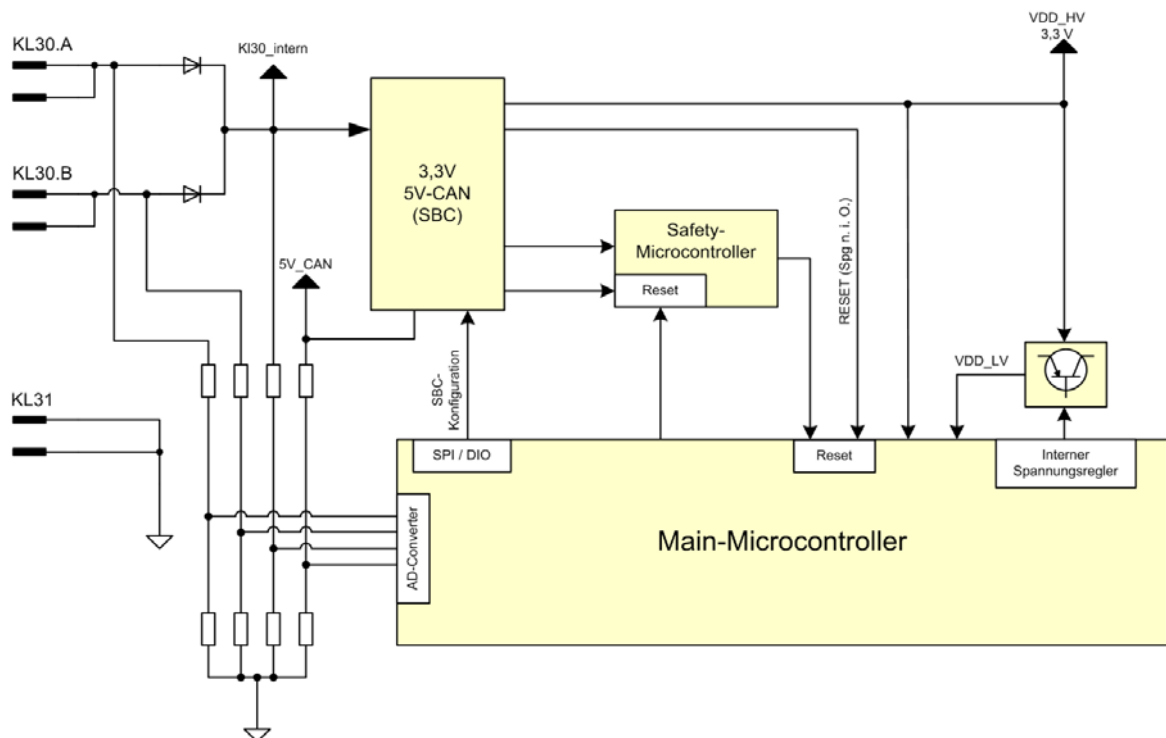 VDD_HV
3,3 V
KL30.A
Kl30_intern
KL30.B
3,3V
5V-CAN
(SBC)
Safety-
Microcontroller
Reset
5V_CAN
RESET (Spg n. i. O.)
SBC-
Konfiguration
VDD_LV
KL31
SPI / DIO
Reset
Interner
Spannungsregler
AD-Converter
Main-Microcontroller